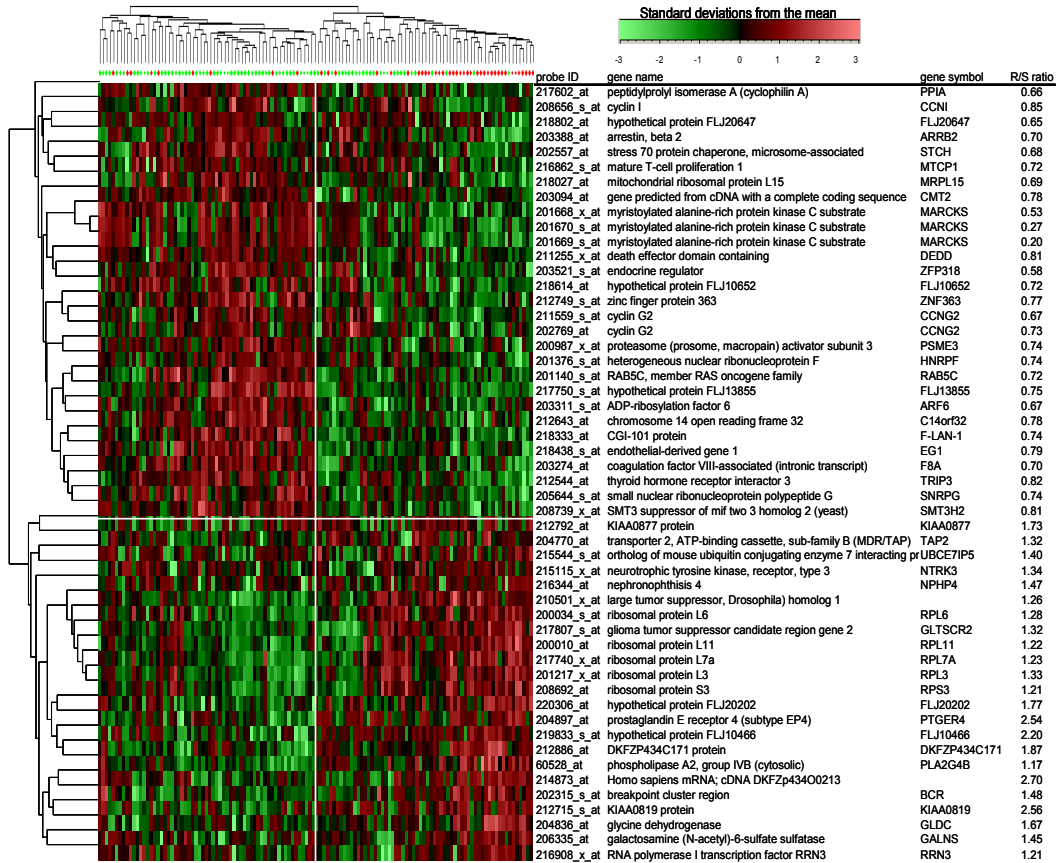 Standard deviations from the mean
-3 -2 -1 0 1 2 3
probe ID gene name gene symbol R/S ratio
217602_at peptidylprolyl isomerase A (cyclophilin A) PPIA 0.66
208656_s_at cyclin I CCNI 0.85
218802_at hypothetical protein FLJ20647 FLJ20647 0.65
203388_at arrestin, beta 2 ARRB2 0.70
202557_at stress 70 protein chaperone, microsome-associated STCH 0.68
216862_s_at mature T-cell proliferation 1 MTCP1 0.72
218027_at mitochondrial ribosomal protein L15 MRPL15 0.69
203094_at gene predicted from cDNA with a complete coding sequence CMT2 0.78
201668_x_at myristoylated alanine-rich protein kinase C substrate MARCKS 0.53
201670_s_at myristoylated alanine-rich protein kinase C substrate MARCKS 0.27
201669_s_at myristoylated alanine-rich protein kinase C substrate MARCKS 0.20
211255_x_at death effector domain containing DEDD 0.81
203521_s_at endocrine regulator ZFP318 0.58
218614_at hypothetical protein FLJ10652 FLJ10652 0.72
212749_s_at zinc finger protein 363 ZNF363 0.77
211559_s_at cyclin G2 CCNG2 0.67
202769_at cyclin G2 CCNG2 0.73
200987_x_at proteasome (prosome, macropain) activator subunit 3 PSME3 0.74
201376_s_at heterogeneous nuclear ribonucleoprotein F HNRPF 0.74
201140_s_at RAB5C, member RAS oncogene family RAB5C 0.72
217750_s_at hypothetical protein FLJ13855 FLJ13855 0.75
203311_s_at ADP-ribosylation factor 6 ARF6 0.67
212643_at chromosome 14 open reading frame 32 C14orf32 0.78
218333_at CGI-101 protein F-LAN-1 0.74
218438_s_at endothelial-derived gene 1 EG1 0.79
203274_at coagulation factor VIII-associated (intronic transcript) F8A 0.70
212544_at thyroid hormone receptor interactor 3 TRIP3 0.82
205644_s_at small nuclear ribonucleoprotein polypeptide G SNRPG 0.74
208739_x_at SMT3 suppressor of mif two 3 homolog 2 (yeast) SMT3H2 0.81
212792_at KIAA0877 protein KIAA0877 1.73
204770_at transporter 2, ATP-binding cassette, sub-family B (MDR/TAP) TAP2 1.32
215544_s_at ortholog of mouse ubiquitin conjugating enzyme 7 interacting pr UBCE7IP5 1.40
215115_x_at neurotrophic tyrosine kinase, receptor, type 3 NTRK3 1.34
216344_at nephronophthisis 4 NPHP4 1.47
210501_x_at large tumor suppressor, Drosophila) homolog 1 1.26
200034_s_at ribosomal protein L6 RPL6 1.28
217807_s_at glioma tumor suppressor candidate region gene 2 GLTSCR2 1.32
200010_at ribosomal protein L11 RPL11 1.22
217740_x_at ribosomal protein L7a RPL7A 1.23
201217_x_at ribosomal protein L3 RPL3 1.33
208692_at ribosomal protein S3 RPS3 1.21
220306_at hypothetical protein FLJ20202 FLJ20202 1.77
204897_at prostaglandin E receptor 4 (subtype EP4) PTGER4 2.54
219833_s_at hypothetical protein FLJ10466 FLJ10466 2.20
212886_at DKFZP434C171 protein DKFZP434C171 1.87
60528_at phospholipase A2, group IVB (cytosolic) PLA2G4B 1.17
214873_at Homo sapiens mRNA; cDNA DKFZp434O0213 2.70
202315_s_at breakpoint cluster region BCR 1.48
212715_s_at KIAA0819 protein KIAA0819 2.56
204836_at glycine dehydrogenase GLDC 1.67
206335_at galactosamine (N-acetyl)-6-sulfate sulfatase GALNS 1.45
216908_x_at RNA polymerase I transcription factor RRN3 RRN3 1.21